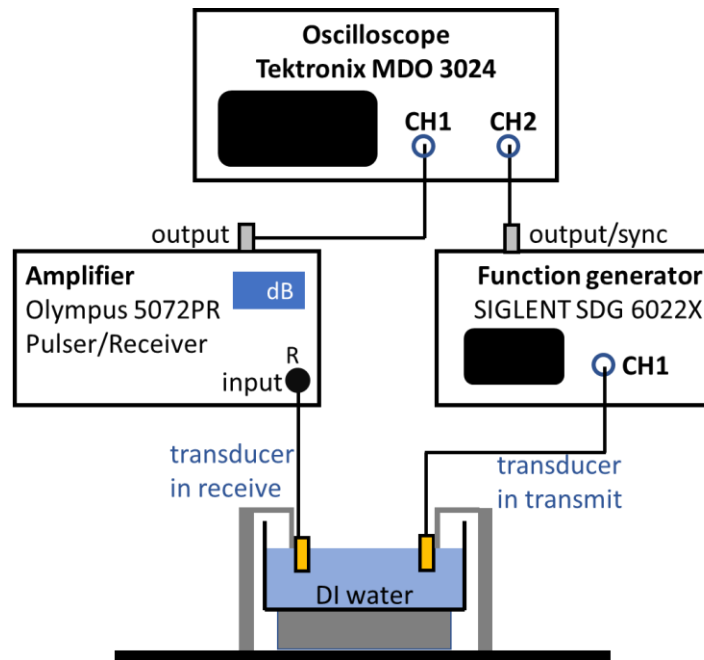 Oscilloscope
Tektronix MDO 3024
CH1
CH2
output
output/sync
Amplifier
Olympus 5072PR
Pulser/Receiver
dB
R
input
Function generator
SIGLENT SDG 6022X
CH1
transducer
in receive
transducer
in transmit
DI water